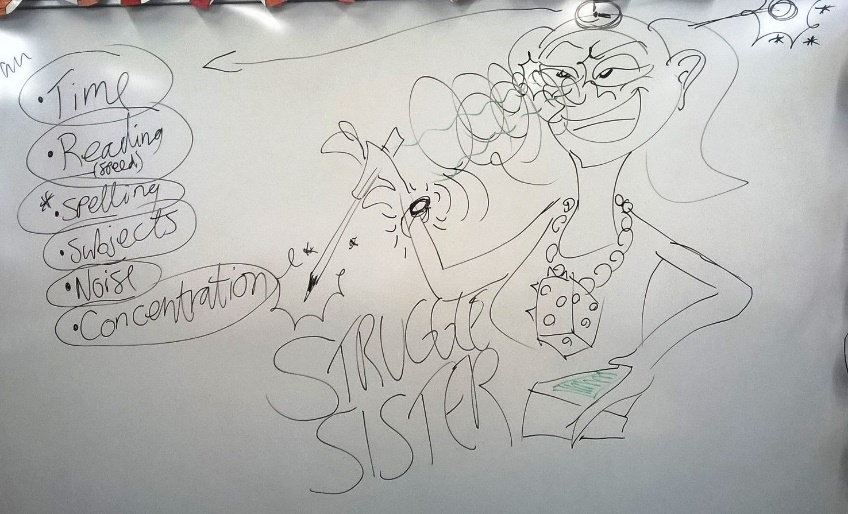 • Time
• Reading
(speed)
* • spelling
• Subjects
• Noise
• Concentration
STRUGGLE
SISTER